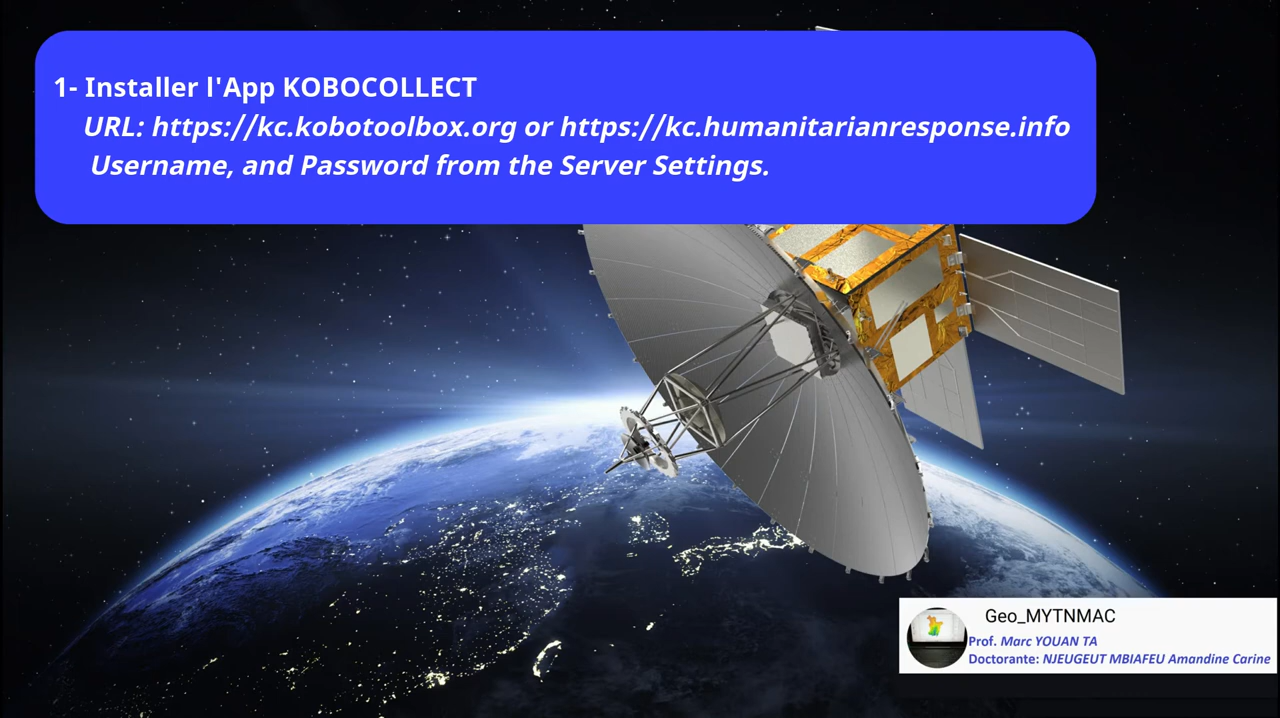 1- Installer l'App KOBOCOLLECT
URL: https://kc.kobotoolbox.org or https://kc.humanitarianresponse.info
Username, and Password from the Server Settings.
Geo_MYTNMAC
Prof. Marc YOUAN TA
Doctorante: NJEUGEUT MBIAFEU Amandine Carine